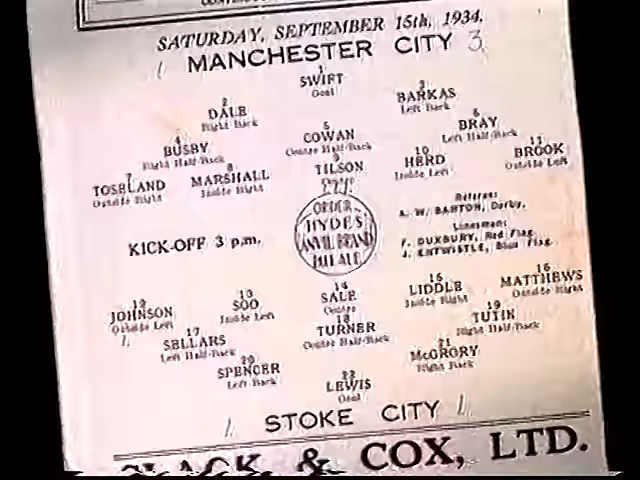 SATURDAY, SEPTEMBER 15th, 1934.
1 MANCHESTER CITY 3
1
SWIFT
Goal
2
DALE
Right Back
3
BARKAS
Left Back
4
BUSBY
Right Half-Back
5
COWAN
Centre Half-Back
6
BRAY
Left Half-Back
7
TOSELAND
Outside Right
8
MARSHALL
Inside Right
9
TILSON
10
HERD
Inside Left
11
BROOK
Outside Left
KICK-OFF 3 p.m.
ORDER
HYDES
ANVIL BRAND
ALE
Referee:
A. W. BARTON, Derby.
Linesmen:
F. DUXBURY, Red Flag
J. ENTWISTLE, Blue Flag
12
JOHNSON
Outside Left
1.
13
SOO
Inside Left
14
SALE
Centre
15
LIDDLE
Inside Right
16
MATTHEWS
Outside Right
17
SELLARS
Left Half-Back
18
TURNER
Centre Half-Back
19
TUTIN
Right Half-Back
20
SPENCER
Left Back
21
McGRORY
Right Back
22
LEWIS
Goal
1. STOKE CITY 1.
& COX, LTD.